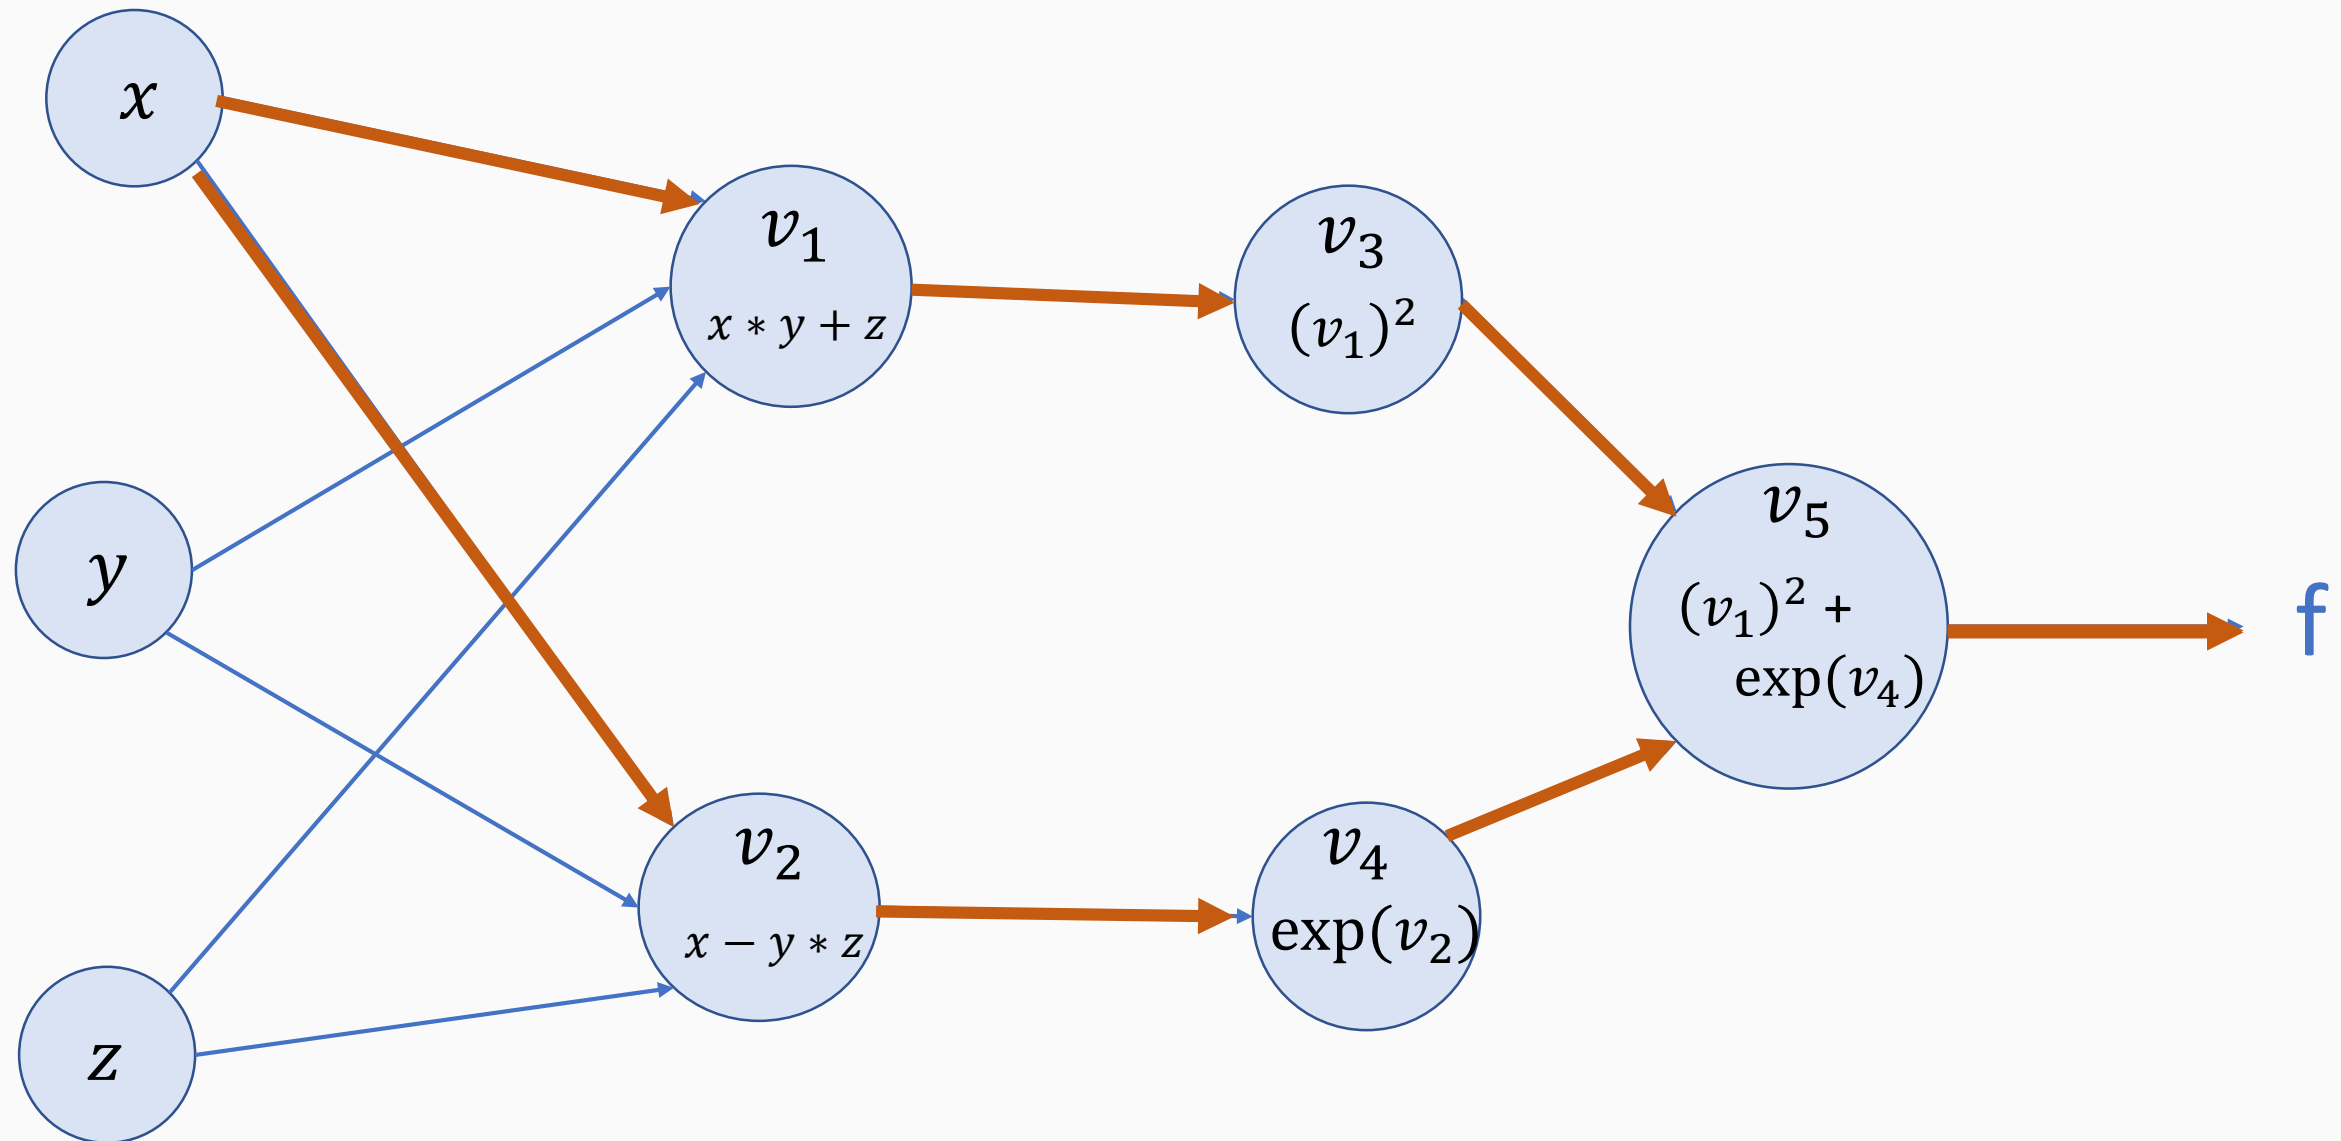 x
v₁
x ∗ y + z
v₃
(v₁)²
y
v₅
(v₁)² +
exp(v₄)
f
v₂
x − y ∗ z
v₄
exp(v₂)
z